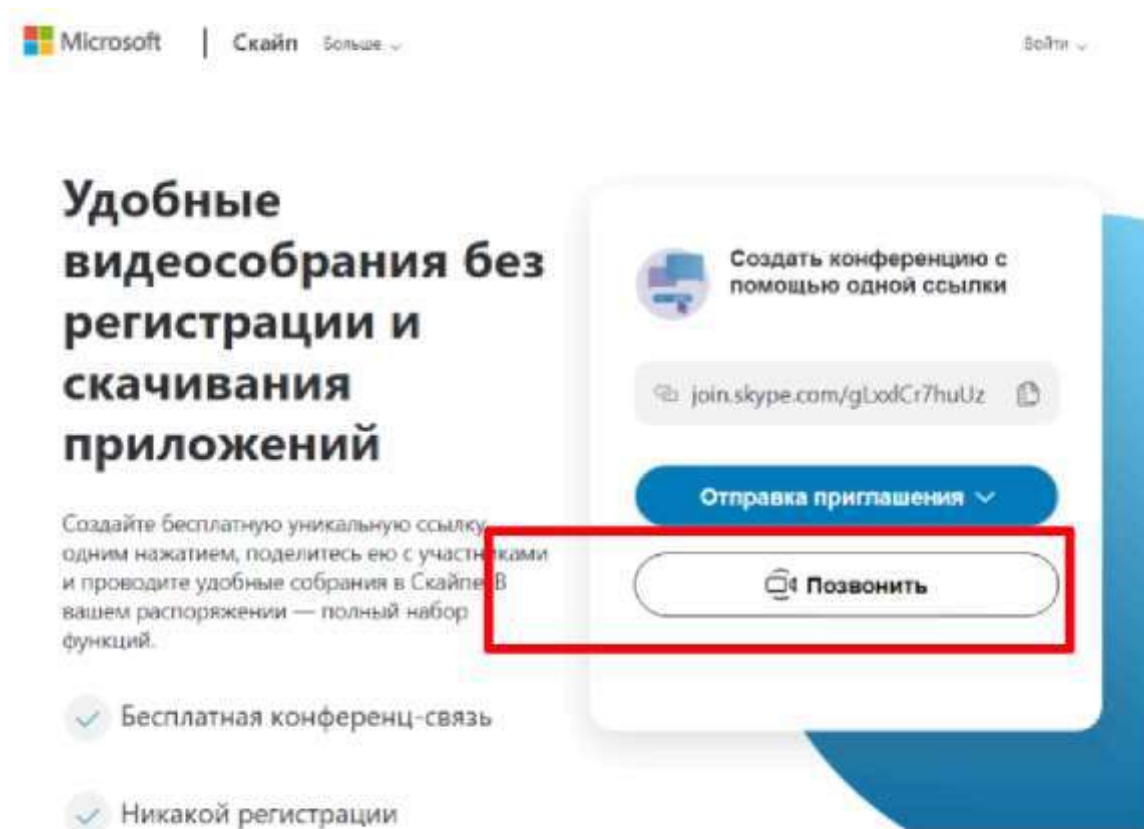 Microsoft | Скайп Больше
Войти
Удобные
видеособрания без
регистрации и
скачивания
приложений
Создайте бесплатную уникальную ссылку
одним нажатием, поделитесь ею с участниками
и проводите удобные собрания в Скайпе. В
вашем распоряжении — полный набор
функций.
Бесплатная конференц-связь
Никакой регистрации
Создать конференцию с
помощью одной ссылки
join.skype.com/gLxdCr7huUz
Отправка приглашения
Позвонить